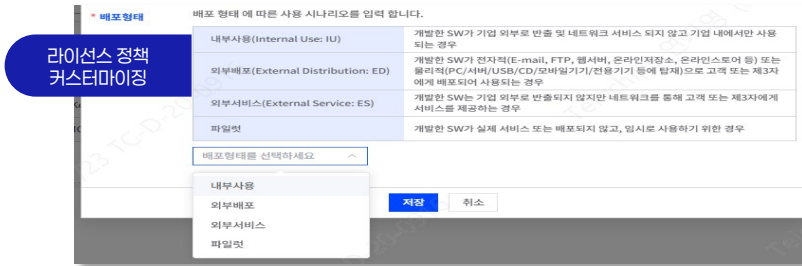 * 배포형태
배포 형태 에 따른 사용 시나리오를 입력 합니다.
라이선스 정책
커스터마이징
내부사용(Internal Use: IU)
개발한 SW가 기업 외부로 반출 및 네트워크 서비스 되지 않고 기업 내에서만 사용
되는 경우
외부배포(External Distribution: ED)
개발한 SW가 전자적(E-mail, FTP, 웹서버, 온라인저장소, 온라인스토어 등) 또는
물리적(PC/서버/USB/CD/모바일기기/전용기기 등에 탑재)으로 고객 또는 제3자
에게 배포되어 사용되는 경우
외부서비스(External Service: ES)
개발한 SW는 기업 외부로 반출되지 않지만 네트워크를 통해 고객 또는 제3자에게
서비스를 제공하는 경우
파일럿
개발한 SW가 실제 서비스 또는 배포되지 않고, 임시로 사용하기 위한 경우
배포형태를 선택하세요
내부사용
외부배포
외부서비스
파일럿
저장
취소